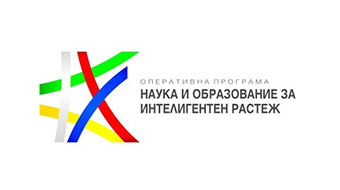 ОПЕРАТИВНА ПРОГРАМА
НАУКА И ОБРАЗОВАНИЕ ЗА
ИНТЕЛИГЕНТЕН РАСТЕЖ